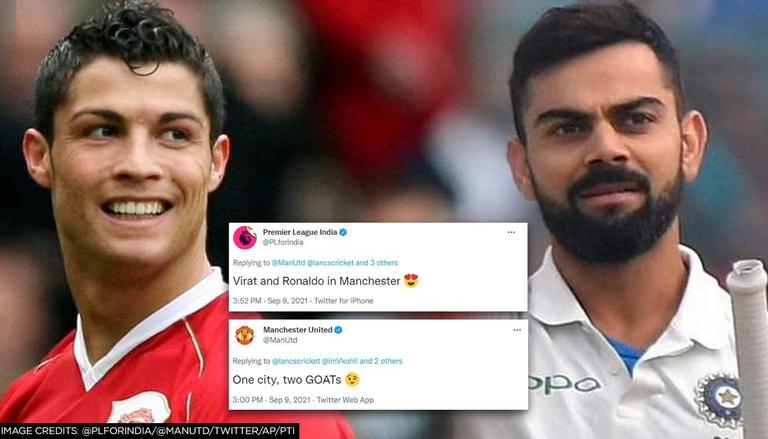 Premier League India
@PLforIndia
Replying to @ManUtd @lancscricket and 3 others
Virat and Ronaldo in Manchester 😍
3:52 PM · Sep 9, 2021 · Twitter for iPhone
Manchester United
@ManUtd
Replying to @lancscricket @imVkohli and 2 others
One city, two GOATs 😉
3:00 PM · Sep 9, 2021 · Twitter Web App
oppo
IMAGE CREDITS: @PLFORINDIA/@MANUTD/TWITTER/AP/PTI